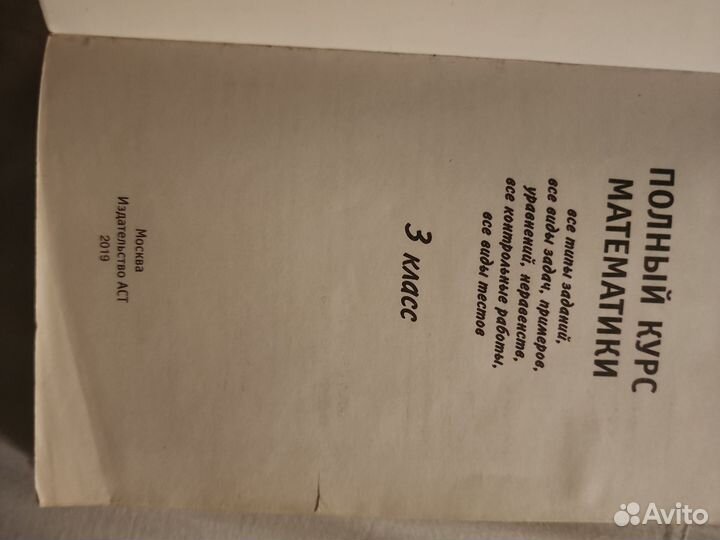 ПОЛНЫЙ КУРС
МАТЕМАТИКИ
все типы заданий,
все виды задач, примеров,
уравнений, неравенств,
все контрольные работы,
все виды тестов
3 класс
Москва
Издательство АСТ
2019
Avito